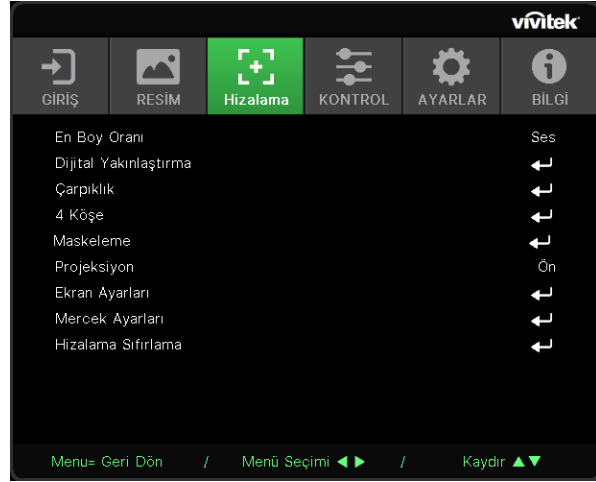 vivitek
GİRİŞ RESİM Hizalama KONTROL AYARLAR BİLGİ
En Boy Oranı Ses
Dijital Yakınlaştırma
Çarpıklık
4 Köşe
Maskeleme
Projeksiyon Ön
Ekran Ayarları
Mercek Ayarları
Hizalama Sıfırlama
Menu= Geri Dön / Menü Seçimi ◀ ▶ / Kaydır ▲▼